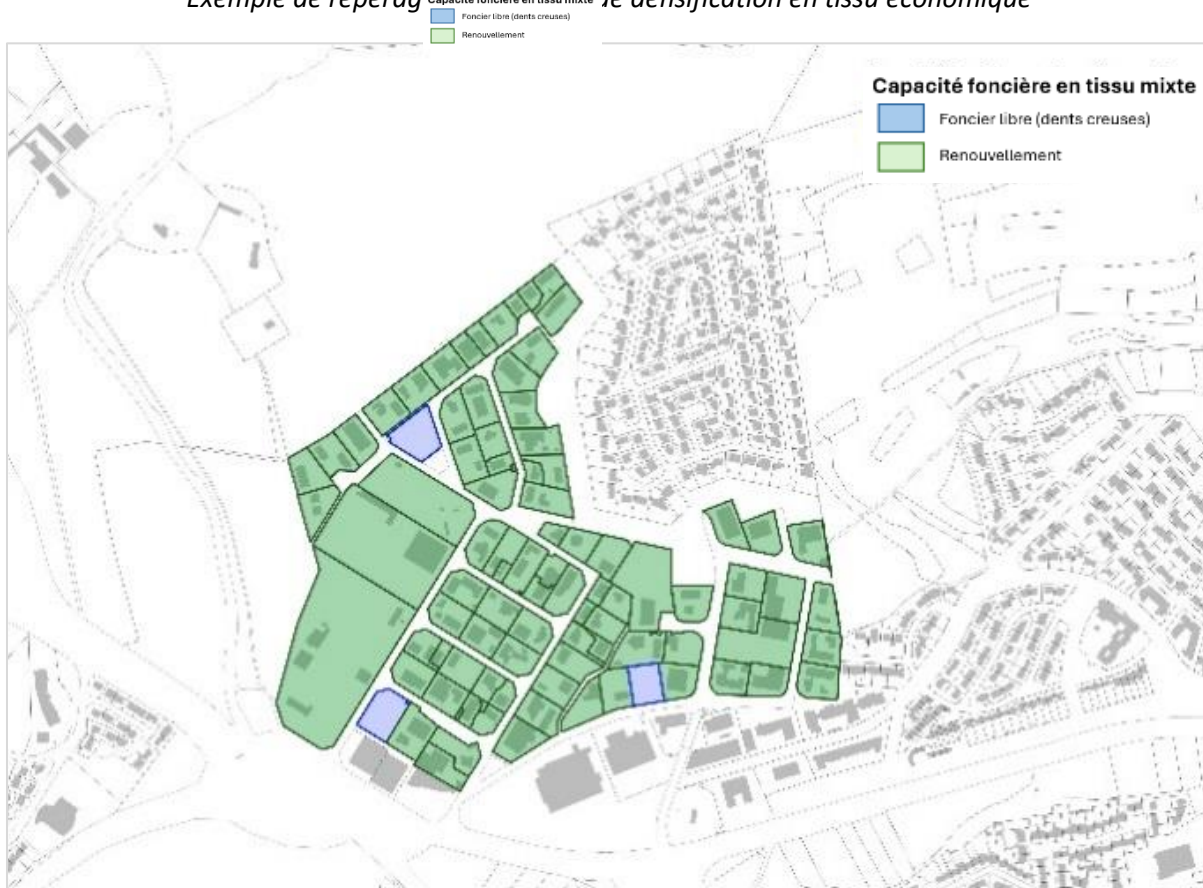 Exemple de repérag de densification en tissu économique
Capacité foncière en tissu mixte
Foncier libre (dents creuses)
Renouvellement
Capacité foncière en tissu mixte
Foncier libre (dents creuses)
Renouvellement